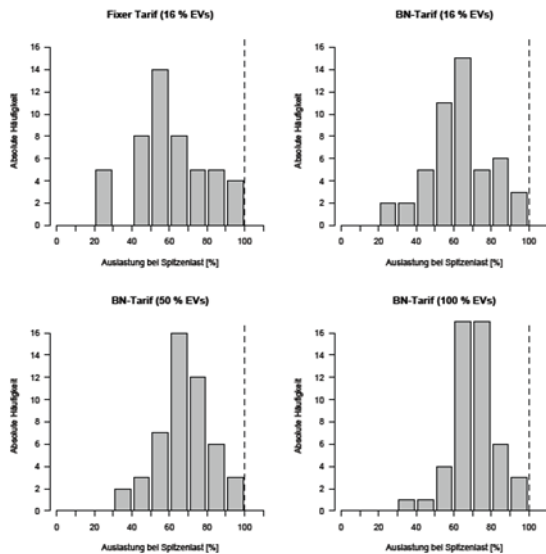 Fixer Tarif (16 % EVs)
Absolute Häufigkeit
16
14
12
10
8
6
4
2
0
0 20 40 60 80 100
Auslastung bei Spitzenlast [%]
BN-Tarif (16 % EVs)
Absolute Häufigkeit
16
14
12
10
8
6
4
2
0
0 20 40 60 80 100
Auslastung bei Spitzenlast [%]
BN-Tarif (50 % EVs)
Absolute Häufigkeit
16
14
12
10
8
6
4
2
0
0 20 40 60 80 100
Auslastung bei Spitzenlast [%]
BN-Tarif (100 % EVs)
Absolute Häufigkeit
16
14
12
10
8
6
4
2
0
0 20 40 60 80 100
Auslastung bei Spitzenlast [%]